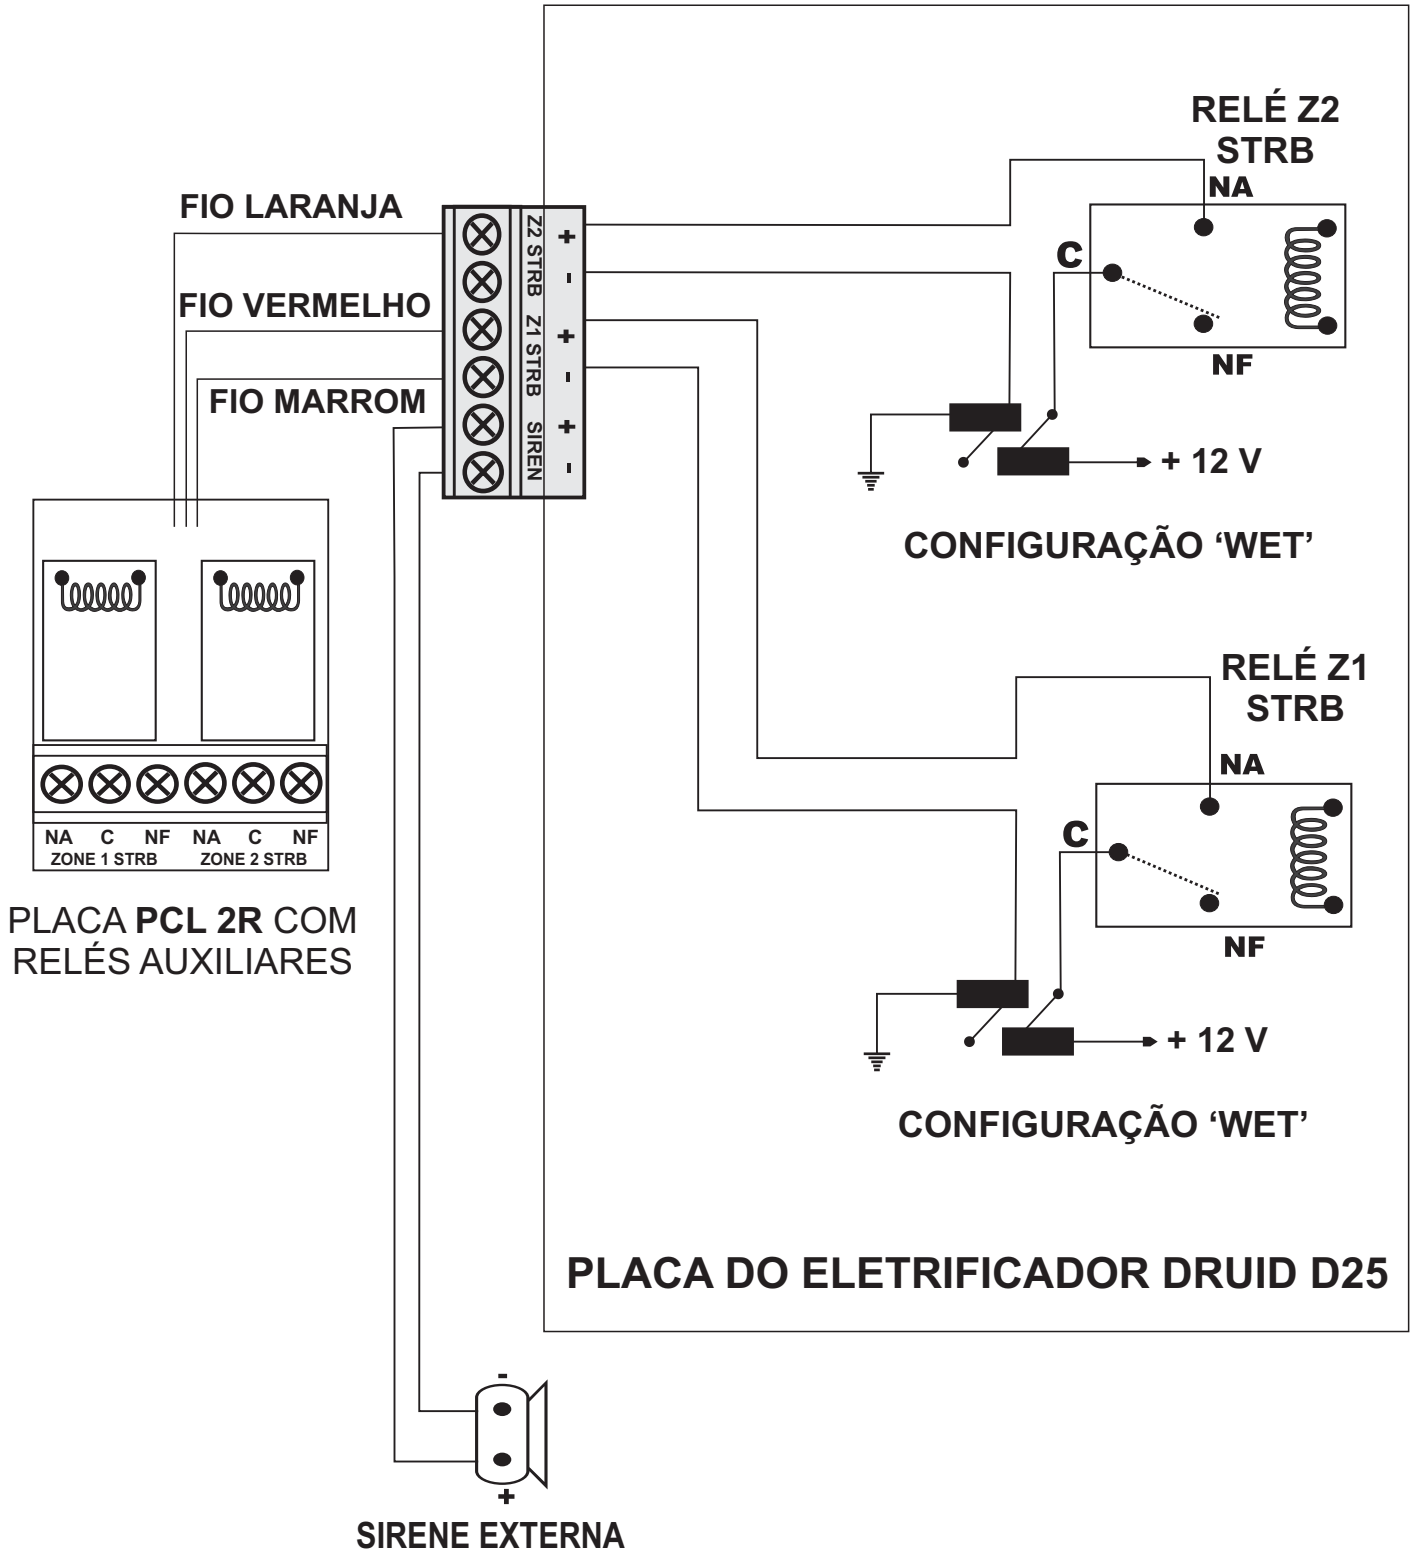 RELÉ Z2
STRB
NA
C
NF
+ 12 V
CONFIGURAÇÃO ‘WET’
FIO LARANJA
FIO VERMELHO
FIO MARROM
Z2 STRB
+
-
Z1 STRB
+
-
SIREN
+
-
RELÉ Z1
STRB
NA
C
NF
+ 12 V
CONFIGURAÇÃO ‘WET’
NA C NF NA C NF
ZONE 1 STRB ZONE 2 STRB
PLACA PCL 2R COM
RELÉS AUXILIARES
PLACA DO ELETRIFICADOR DRUID D25
-
+
SIRENE EXTERNA